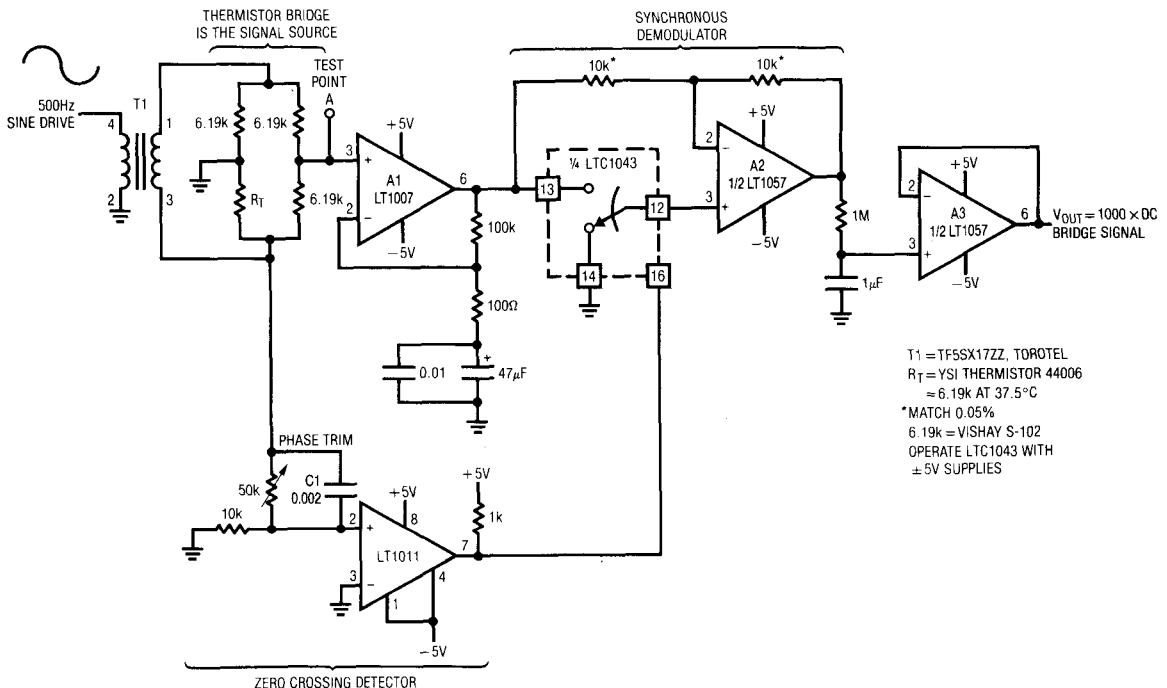 THERMISTOR BRIDGE
IS THE SIGNAL SOURCE
SYNCHRONOUS
DEMODULATOR
TEST
POINT
A
500Hz
SINE DRIVE
T1
4
2
1
3
6.19k
6.19k
RT
6.19k
3
+
2
−
A1
LT1007
+5V
−5V
6
100k
100Ω
0.01
+
47μF
10k*
10k*
¼ LTC1043
13
12
14
16
2
−
3
+
A2
1/2 LT1057
+5V
−5V
1M
1μF
2
−
3
+
A3
1/2 LT1057
+5V
−5V
6
VOUT = 1000 × DC
BRIDGE SIGNAL
T1 = TF5SX17ZZ, TOROTEL
RT = YSI THERMISTOR 44006
≈ 6.19k AT 37.5°C
*MATCH 0.05%
6.19k = VISHAY S-102
OPERATE LTC1043 WITH
±5V SUPPLIES
PHASE TRIM
50k
C1
0.002
10k
2
+
3
−
LT1011
+5V
8
7
4
1
−5V
+5V
1k
ZERO CROSSING DETECTOR